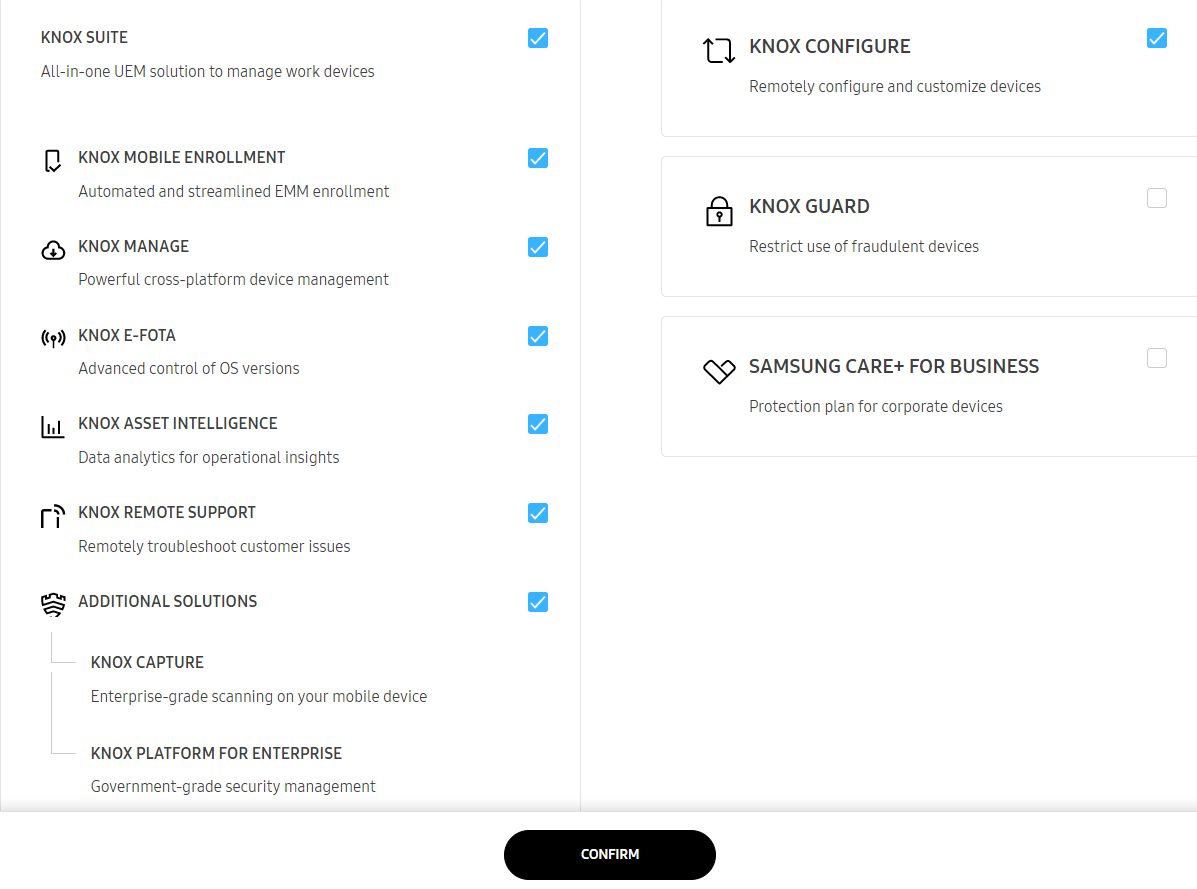 KNOX SUITE
All-in-one UEM solution to manage work devices
KNOX MOBILE ENROLLMENT
Automated and streamlined EMM enrollment
KNOX MANAGE
Powerful cross-platform device management
KNOX E-FOTA
Advanced control of OS versions
KNOX ASSET INTELLIGENCE
Data analytics for operational insights
KNOX REMOTE SUPPORT
Remotely troubleshoot customer issues
ADDITIONAL SOLUTIONS
KNOX CAPTURE
Enterprise-grade scanning on your mobile device
KNOX PLATFORM FOR ENTERPRISE
Government-grade security management
KNOX CONFIGURE
Remotely configure and customize devices
KNOX GUARD
Restrict use of fraudulent devices
SAMSUNG CARE+ FOR BUSINESS
Protection plan for corporate devices
CONFIRM